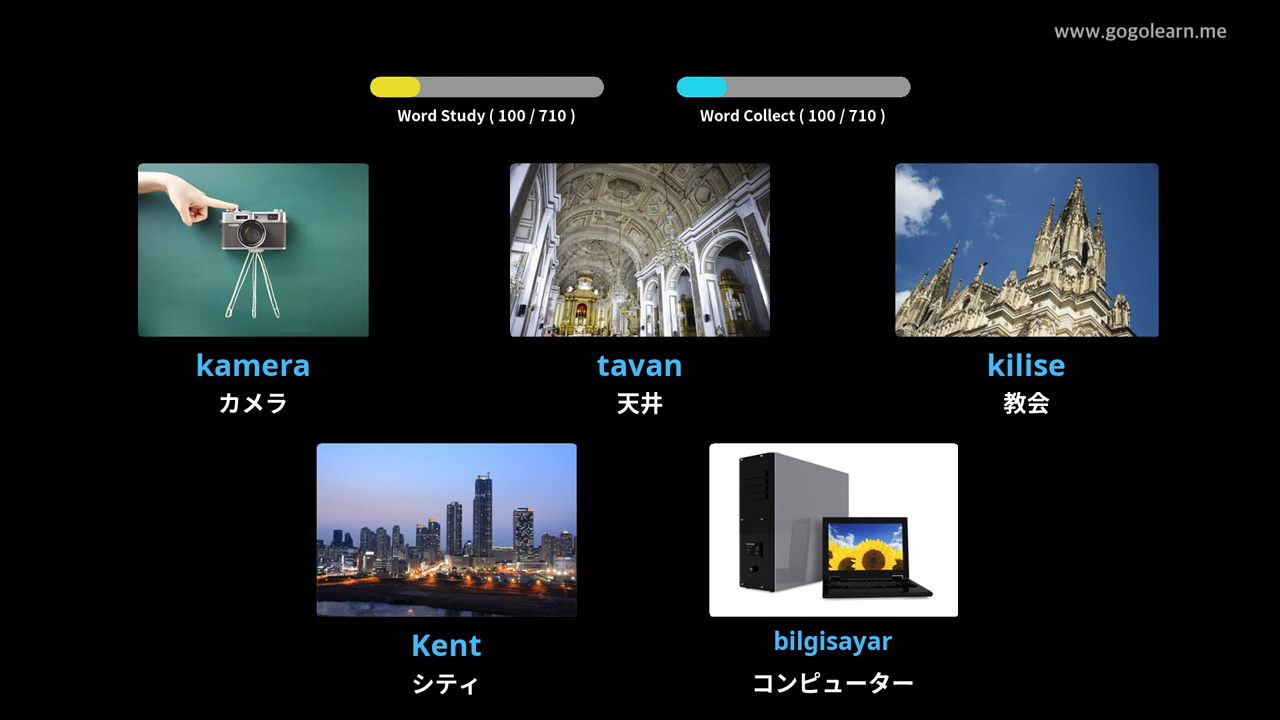 www.gogolearn.me
Word Study ( 100 / 710 )
Word Collect ( 100 / 710 )
kamera
カメラ
tavan
天井
kilise
教会
Kent
シティ
bilgisayar
コンピューター